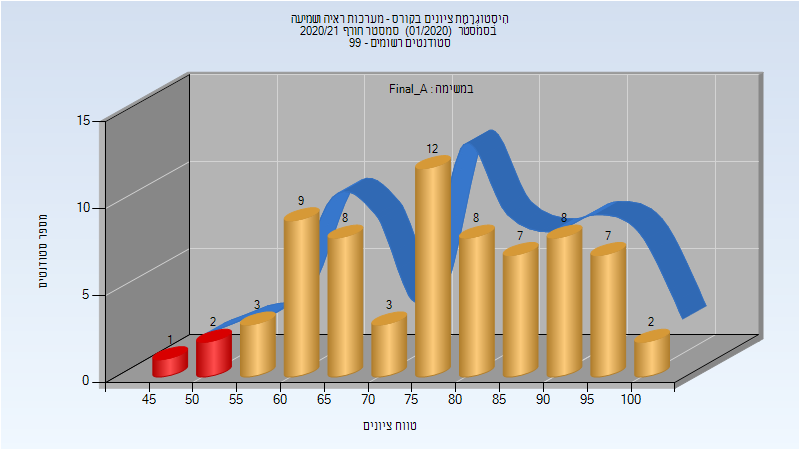 היסטוגרמת ציונים בקורס - מערכות ראיה ושמיעה
בסמסטר (01/2020) סמסטר חורף 2020/21
סטודנטים רשומים - 99
במשימה : Final_A
מספר סטודנטים
15
10
5
0
1
2
3
9
8
3
12
8
7
8
7
2
45 50 55 60 65 70 75 80 85 90 95 100
טווח ציונים